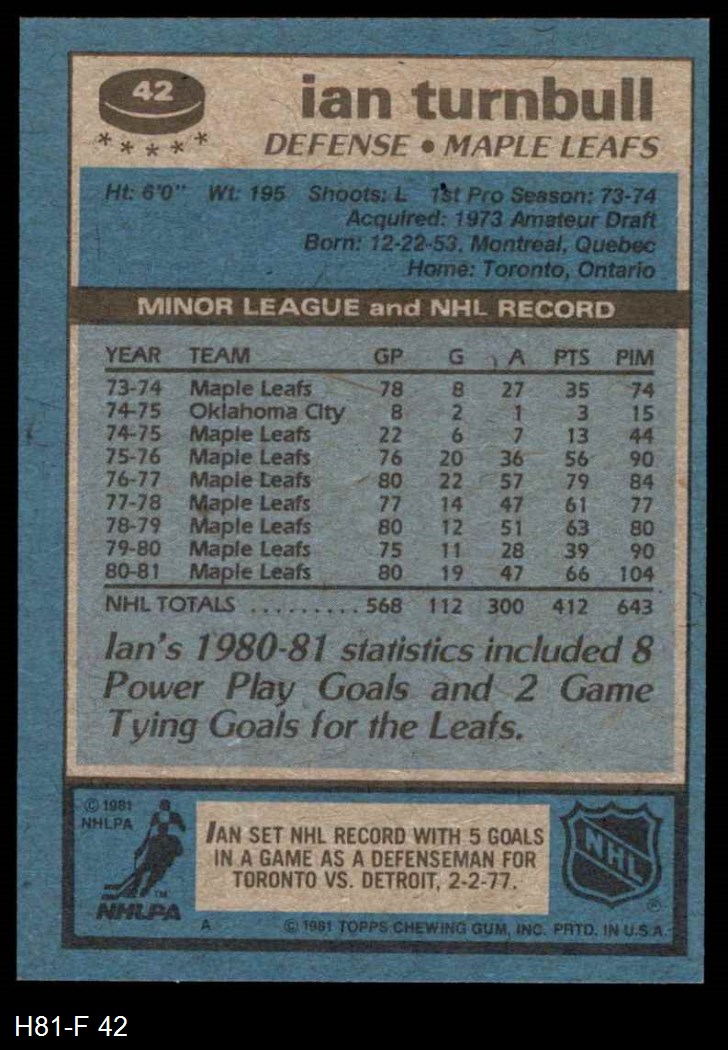 42
ian turnbull
DEFENSE • MAPLE LEAFS
Ht: 6'0" Wt: 195 Shoots: L 1st Pro Season: 73-74
Acquired: 1973 Amateur Draft
Born: 12-22-53, Montreal, Quebec
Home: Toronto, Ontario
MINOR LEAGUE and NHL RECORD
YEAR TEAM GP G A PTS PIM
73-74 Maple Leafs 78 8 27 35 74
74-75 Oklahoma City 8 2 1 3 15
74-75 Maple Leafs 22 6 7 13 44
75-76 Maple Leafs 76 20 36 56 90
76-77 Maple Leafs 80 22 57 79 84
77-78 Maple Leafs 77 14 47 61 77
78-79 Maple Leafs 80 12 51 63 80
79-80 Maple Leafs 75 11 28 39 90
80-81 Maple Leafs 80 19 47 66 104
NHL TOTALS .......... 568 112 300 412 643
Ian's 1980-81 statistics included 8
Power Play Goals and 2 Game
Tying Goals for the Leafs.
© 1981
NHLPA
TM
NHLPA
IAN SET NHL RECORD WITH 5 GOALS
IN A GAME AS A DEFENSEMAN FOR
TORONTO VS. DETROIT, 2-2-77.
NHL
®
A © 1981 TOPPS CHEWING GUM, INC. PRTD. IN U.S.A.
H81-F 42